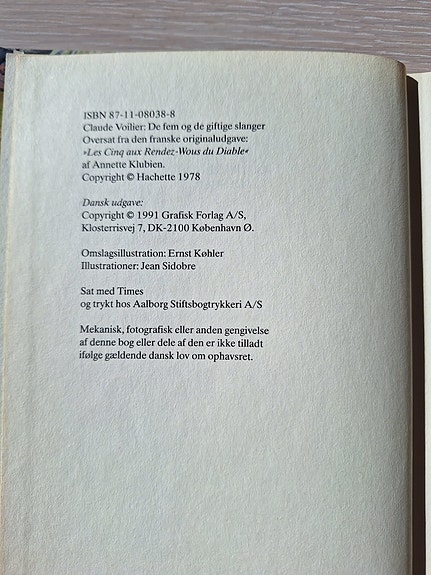 ISBN 87-11-08038-8
Claude Voilier: De fem og de giftige slanger
Oversat fra den franske originaludgave:
»Les Cinq aux Rendez-Wous du Diable«
af Annette Klubien.
Copyright © Hachette 1978
Dansk udgave:
Copyright © 1991 Grafisk Forlag A/S,
Klosterrisvej 7, DK-2100 København Ø.
Omslagsillustration: Ernst Køhler
Illustrationer: Jean Sidobre
Sat med Times
og trykt hos Aalborg Stiftsbogtrykkeri A/S
Mekanisk, fotografisk eller anden gengivelse
af denne bog eller dele af den er ikke tilladt
ifølge gældende dansk lov om ophavsret.